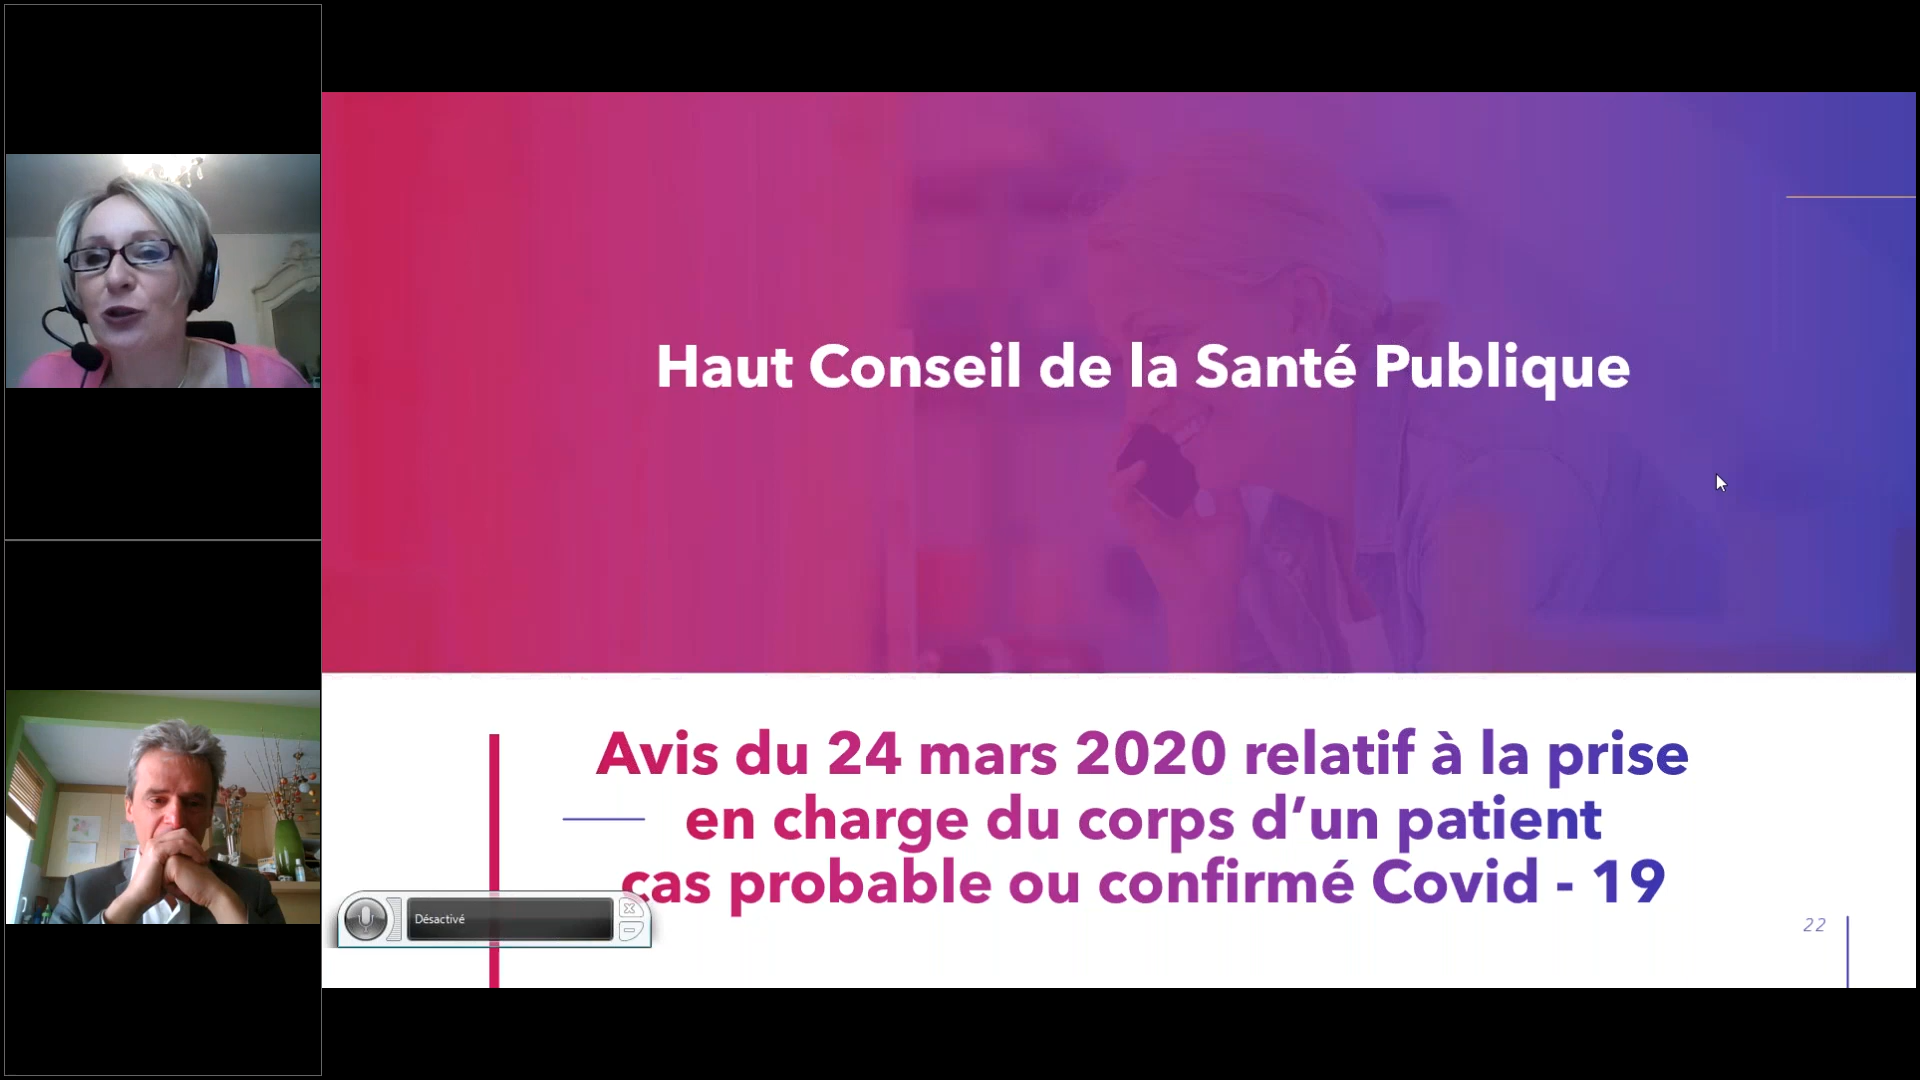 Haut Conseil de la Santé Publique
Avis du 24 mars 2020 relatif à la prise
en charge du corps d’un patient
cas probable ou confirmé Covid - 19
Désactivé
22